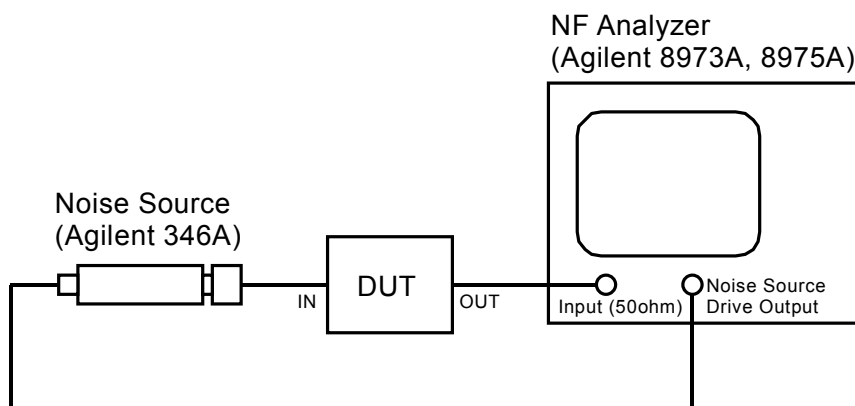 NF Analyzer
(Agilent 8973A, 8975A)
Noise Source
(Agilent 346A)
DUT
IN
OUT
Input (50ohm)
Noise Source
Drive Output